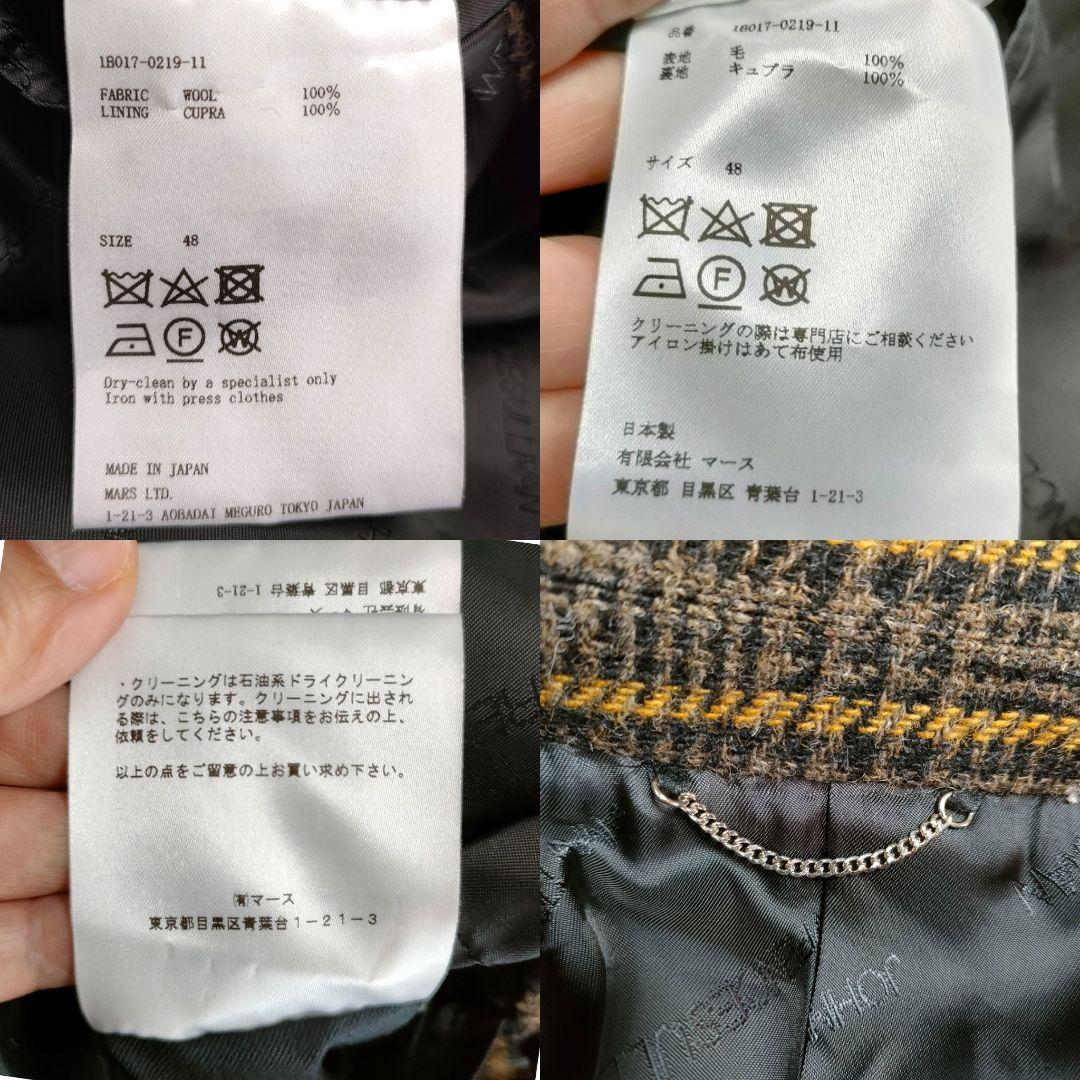 1B017-0219-11
FABRIC WOOL 100%
LINING CUPRA 100%
SIZE 48
F W
Dry-clean by a specialist only
Iron with press clothes
MADE IN JAPAN
MARS LTD.
1-21-3 AOBADAI MEGURO TOKYO JAPAN
品番 1B017-0219-11
表地 毛 100%
裏地 キュプラ 100%
サイズ 48
F W
クリーニングの際は専門店にご相談ください
アイロン掛けはあて布使用
日本製
有限会社 マース
東京都 目黒区 青葉台 1-21-3
東京都 目黒区 青葉台 1-21-3
有限会社 マース
・クリーニングは石油系ドライクリーニン
グのみになります。クリーニングに出され
る際は、こちらの注意事項をお伝えの上、
依頼をしてください。
以上の点をご留意の上お買い求め下さい。
㈲マース
東京都目黒区青葉台1-21-3
JOHN